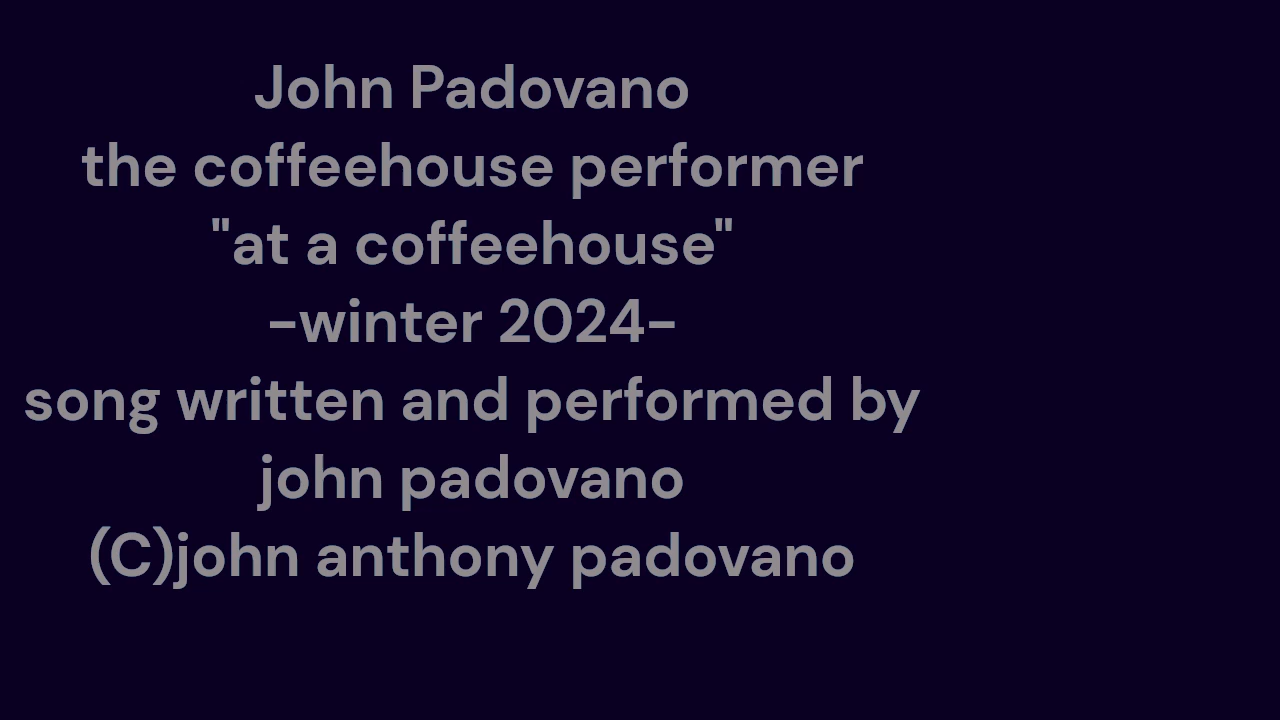 John Padovano
the coffeehouse performer
"at a coffeehouse"
-winter 2024-
song written and performed by
john padovano
(C)john anthony padovano